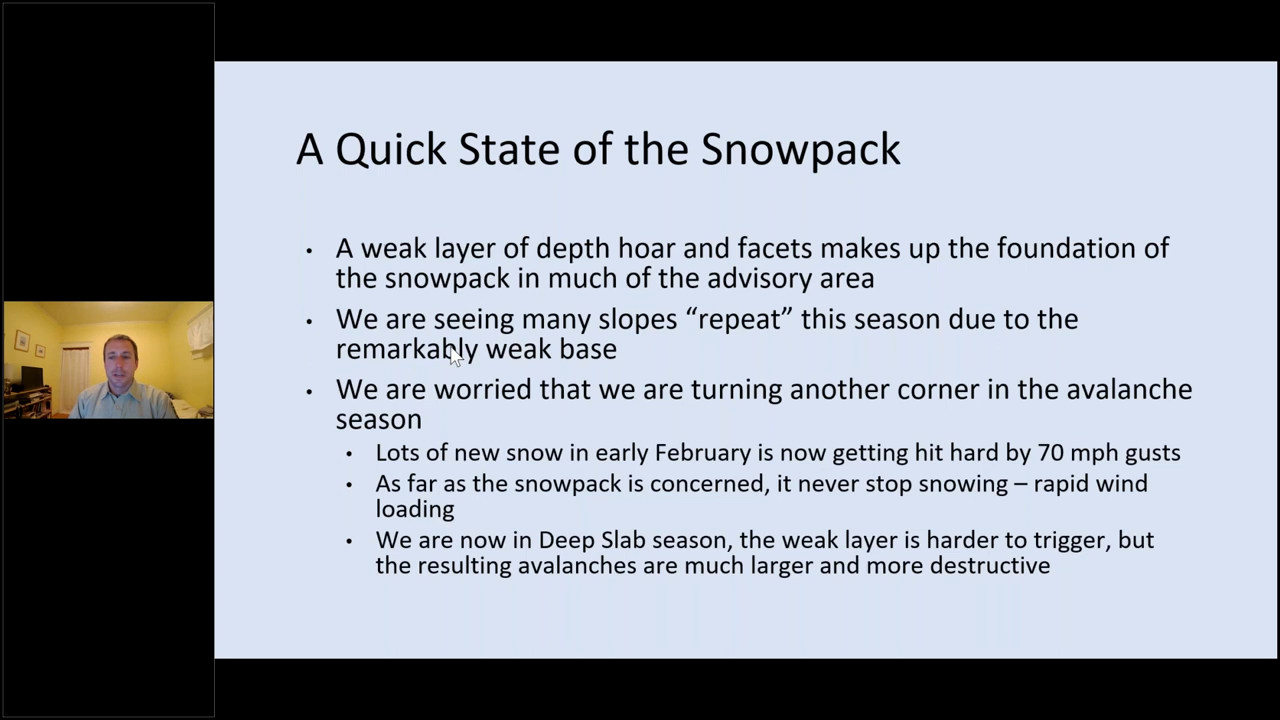 A Quick State of the Snowpack
• A weak layer of depth hoar and facets makes up the foundation of
the snowpack in much of the advisory area
• We are seeing many slopes “repeat” this season due to the
remarkably weak base
• We are worried that we are turning another corner in the avalanche
season
• Lots of new snow in early February is now getting hit hard by 70 mph gusts
• As far as the snowpack is concerned, it never stop snowing – rapid wind
loading
• We are now in Deep Slab season, the weak layer is harder to trigger, but
the resulting avalanches are much larger and more destructive